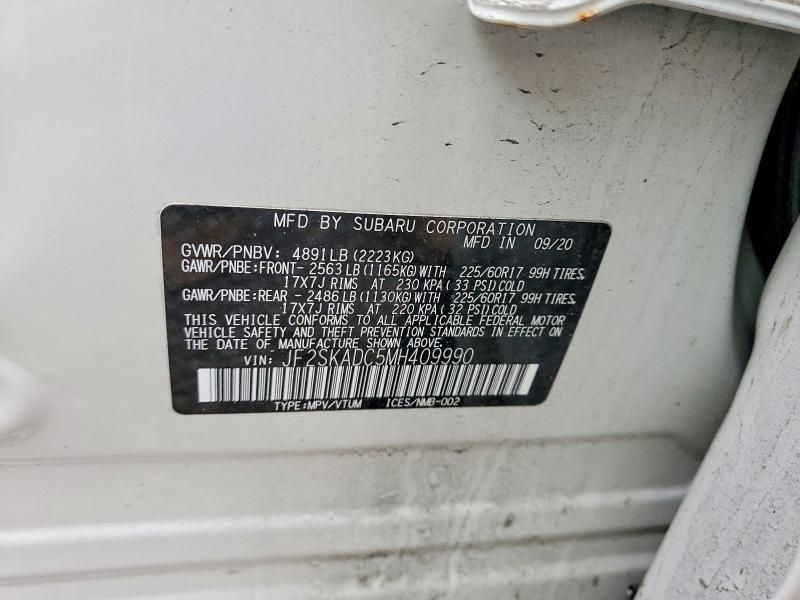 MFD BY SUBARU CORPORATION
MFD IN 09/20
GVWR/PNBV: 4891LB (2223KG)
GAWR/PNBE:FRONT- 2563LB (1165KG) WITH 225/60R17 99H TIRES,
17X7J RIMS AT 230 KPA (33 PSI) COLD
GAWR/PNBE:REAR - 2486LB (1130KG) WITH 225/60R17 99H TIRES,
17X7J RIMS AT 220 KPA (32 PSI) COLD
THIS VEHICLE CONFORMS TO ALL APPLICABLE FEDERAL MOTOR
VEHICLE SAFETY AND THEFT PREVENTION STANDARDS IN EFFECT ON
THE DATE OF MANUFACTURE SHOWN ABOVE.
VIN: JF2SKADC5MH409990
TYPE:MPV/VTUM ICES/NMB-002